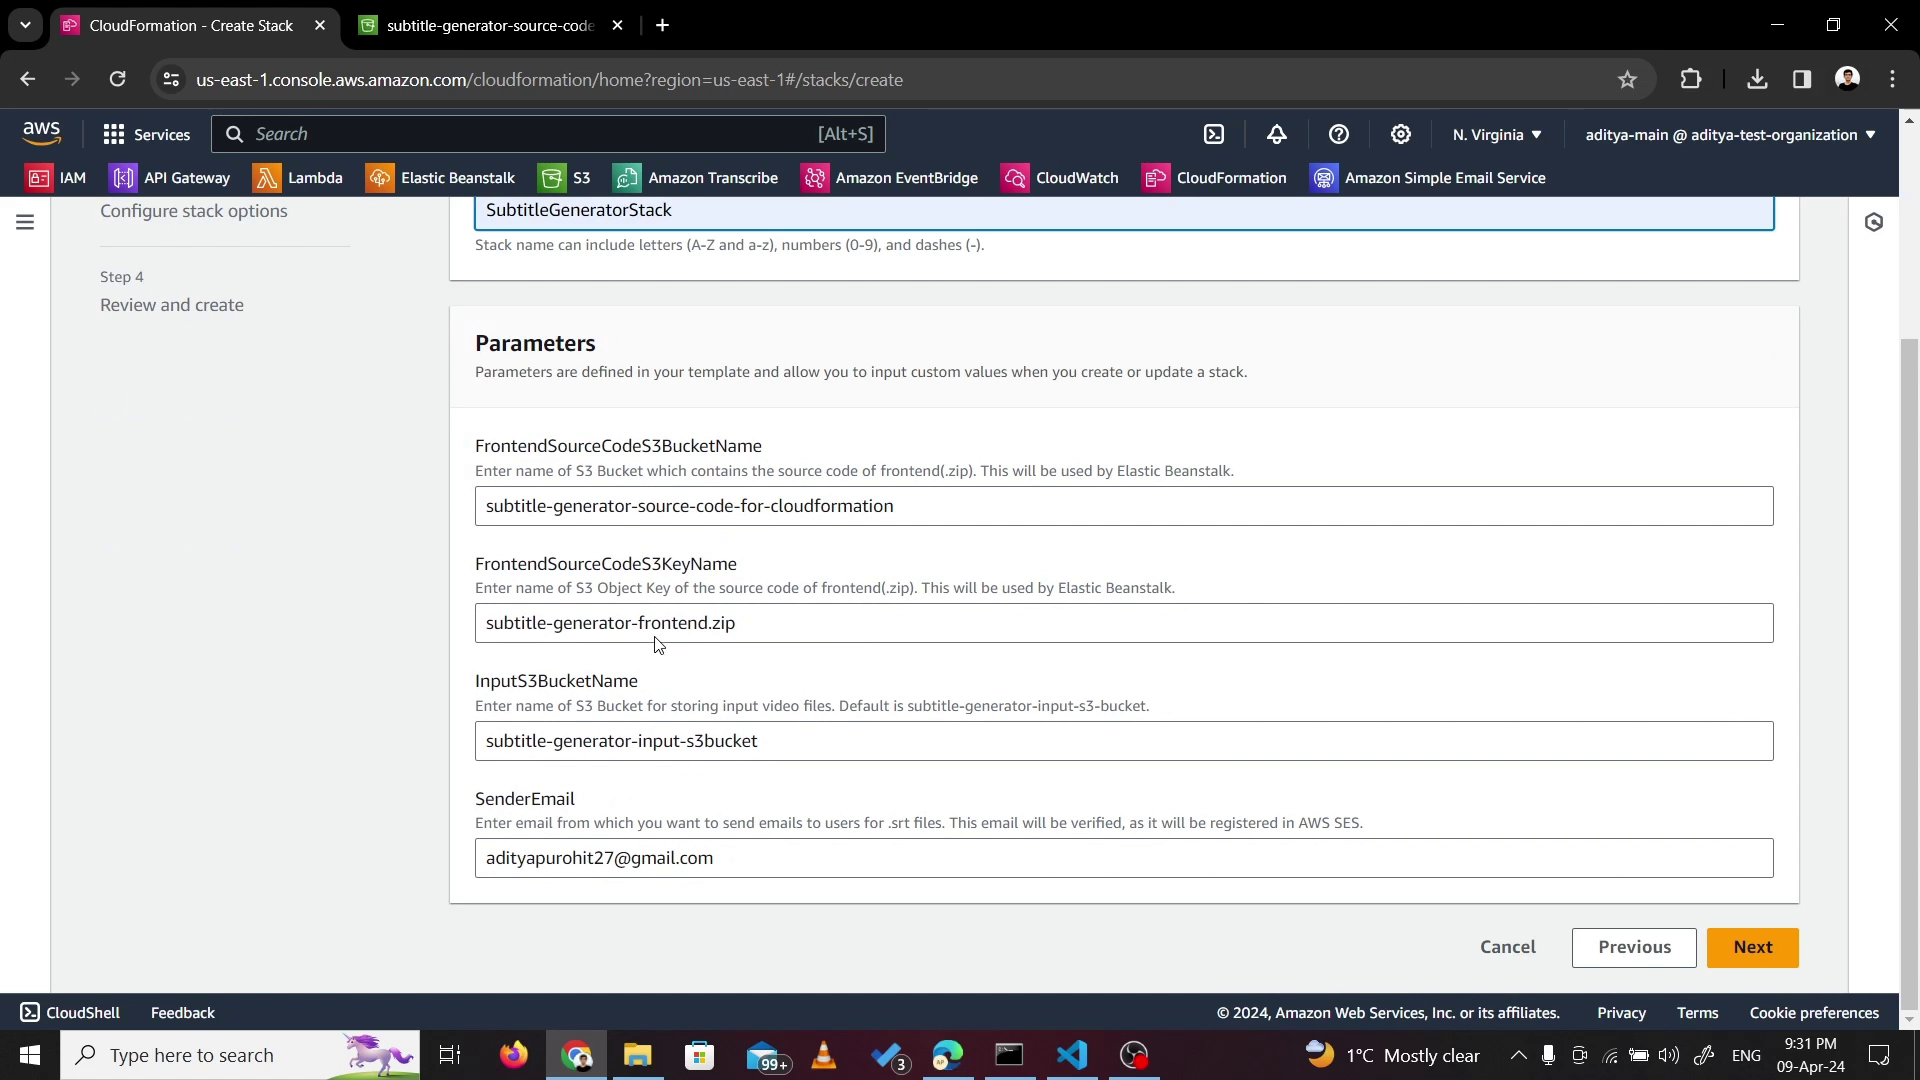 CloudFormation - Create Stack
subtitle-generator-source-code
us-east-1.console.aws.amazon.com/cloudformation/home?region=us-east-1#/stacks/create
aws
Services
Search
[Alt+S]
N. Virginia
aditya-main @ aditya-test-organization
IAM
API Gateway
Lambda
Elastic Beanstalk
S3
Amazon Transcribe
Amazon EventBridge
CloudWatch
CloudFormation
Amazon Simple Email Service
Configure stack options
Step 4
Review and create
SubtitleGeneratorStack
Stack name can include letters (A-Z and a-z), numbers (0-9), and dashes (-).
Parameters
Parameters are defined in your template and allow you to input custom values when you create or update a stack.
FrontendSourceCodeS3BucketName
Enter name of S3 Bucket which contains the source code of frontend(.zip). This will be used by Elastic Beanstalk.
subtitle-generator-source-code-for-cloudformation
FrontendSourceCodeS3KeyName
Enter name of S3 Object Key of the source code of frontend(.zip). This will be used by Elastic Beanstalk.
subtitle-generator-frontend.zip
InputS3BucketName
Enter name of S3 Bucket for storing input video files. Default is subtitle-generator-input-s3-bucket.
subtitle-generator-input-s3bucket
SenderEmail
Enter email from which you want to send emails to users for .srt files. This email will be verified, as it will be registered in AWS SES.
adityapurohit27@gmail.com
Cancel
Previous
Next
CloudShell
Feedback
© 2024, Amazon Web Services, Inc. or its affiliates.
Privacy
Terms
Cookie preferences
Type here to search
99+
3
1°C Mostly clear
ENG
9:31 PM
09-Apr-24